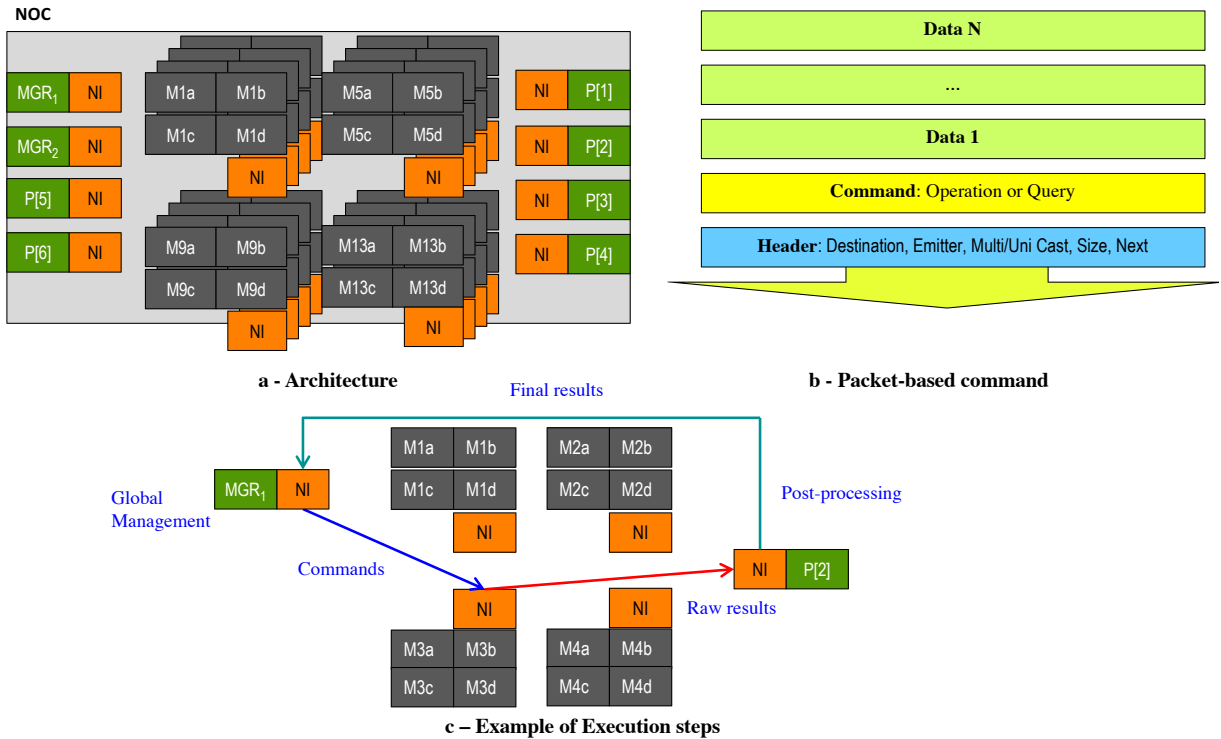 NOC
MGR1 NI
MGR2 NI
P[5] NI
P[6] NI
M1a M1b
M1c M1d
NI
M5a M5b
M5c M5d
NI
M9a M9b
M9c M9d
NI
M13a M13b
M13c M13d
NI
NI P[1]
NI P[2]
NI P[3]
NI P[4]
a - Architecture
Data N
...
Data 1
Command: Operation or Query
Header: Destination, Emitter, Multi/Uni Cast, Size, Next
b - Packet-based command
Final results
MGR1 NI
Global
Management
Commands
M1a M1b
M1c M1d
NI
M2a M2b
M2c M2d
NI
Post-processing
NI P[2]
Raw results
NI
M3a M3b
M3c M3d
NI
M4a M4b
M4c M4d
c – Example of Execution steps